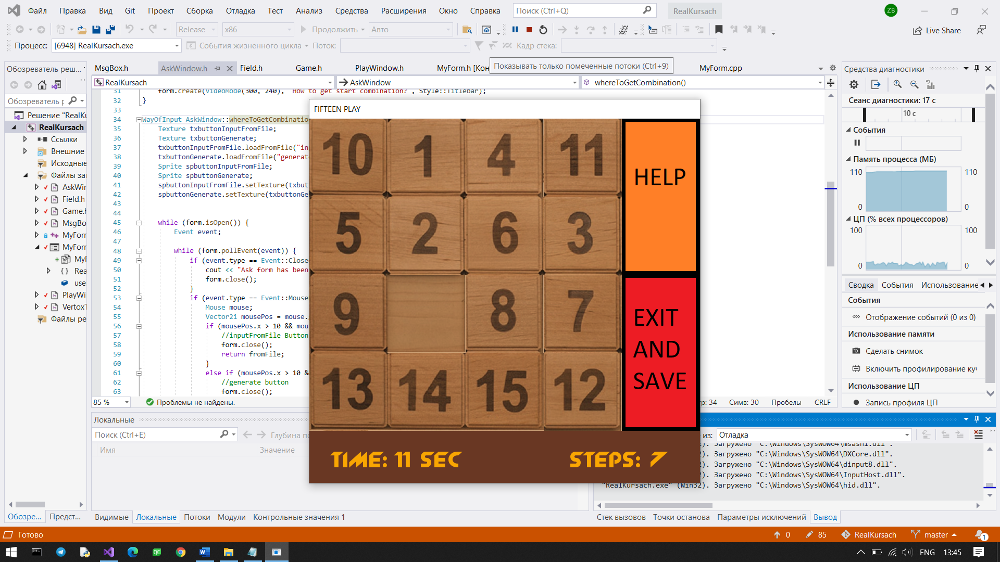 Файл Правка Вид Git Проект Сборка Отладка Тест Анализ Средства Расширения Окно Справка Поиск (Ctrl+Q) RealKursach ZB
Release x86 Продолжить Авто Live Share
Процесс: [6948] RealKursach.exe События жизненного цикла Поток: Кадр стека:
Обозреватель реш...
Обозреватель р
Решение "RealKu
RealKursach
Ссылки
Внешние
Исходные
Файлы за
AskWin
Field.h
Game.h
MsgBo
MyForm
MyForm
MyF
Rea
use
PlayWi
VertoxT
Файлы ре
Обозре... Предст...
MsgBox.h AskWindow.h Field.h Game.h PlayWindow.h MyForm.h [Кон MyForm.cpp
Показывать только помеченные потоки (Ctrl+9)
RealKursach AskWindow whereToGetCombination()
31 form.create(VideoMode(300, 240), "How to get start combination?", Style::Titlebar);
32 }
33
34 WayOfInput AskWindow::whereToGetCombinatio
35 Texture txbuttonInputFromFile;
36 Texture txbuttonGenerate;
37 txbuttonInputFromFile.loadFromFile("in
38 txbuttonGenerate.loadFromFile("generate
39 Sprite spbuttonInputFromFile;
40 Sprite spbuttonGenerate;
41 spbuttonInputFromFile.setTexture(txbut
42 spbuttonGenerate.setTexture(txbuttonGe
43
44
45 while (form.isOpen()) {
46 Event event;
47
48 while (form.pollEvent(event)) {
49 if (event.type == Event::Close
50 cout << "Ask form has been
51 form.close();
52 }
53 if (event.type == Event::Mouse
54 Mouse mouse;
55 Vector2i mousePos = mouse.
56 if (mousePos.x > 10 && mou
57 //inputFromFile Button
58 form.close();
59 return fromFile;
60 }
61 else if (mousePos.x > 10 &
62 //generate button
63 form.close();
85 % Проблемы не найдены. Стр: 34 Симв: 30 Пробелы CRLF
FIFTEEN PLAY
10 1 4 11
5 2 6 3
9 8 7
13 14 15 12
HELP
EXIT
AND
SAVE
TIME: 11 SEC STEPS: 7
Локальные
Поиск (Ctrl+E) Глубина по
Имя Значение
Видимые Локальные Потоки Модули Контрольные значения 1
из: Отладка
2). Загружено "C:\Windows\SysWOW64\msasn1.dll".
2). Загружено "C:\Windows\SysWOW64\DXCore.dll".
2). Загружено "C:\Windows\SysWOW64\dinput8.dll".
2). Загружено "C:\Windows\SysWOW64\InputHost.dll".
"RealKursach.exe" (Win32). Загружено "C:\Windows\SysWOW64\hid.dll".
Стек вызовов Точки останова Параметры исключений Вывод
Средства диагностики
Сеанс диагностики: 17 с
10 с
События
Память процесса (МБ)
110 110
0 0
ЦП (% всех процессоров)
100 100
0 0
Сводка События Использование
События
Отображение событий (0 из 0)
Использование памяти
Сделать снимок
Включить профилирование куч
Использование ЦП
Запись профиля ЦП
Готово 0 85 RealKursach master 1
QC ENG 13:45